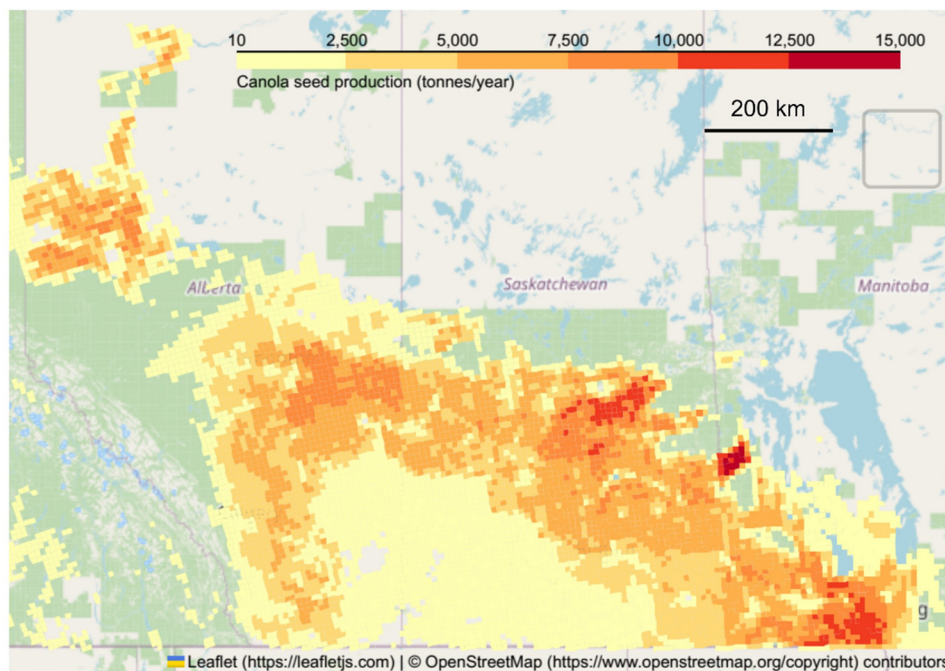 10 2,500 5,000 7,500 10,000 12,500 15,000
Canola seed production (tonnes/year)
200 km
Alberta
Saskatchewan
Manitoba
g
Leaflet (https://leafletjs.com) | © OpenStreetMap (https://www.openstreetmap.org/copyright) contributors